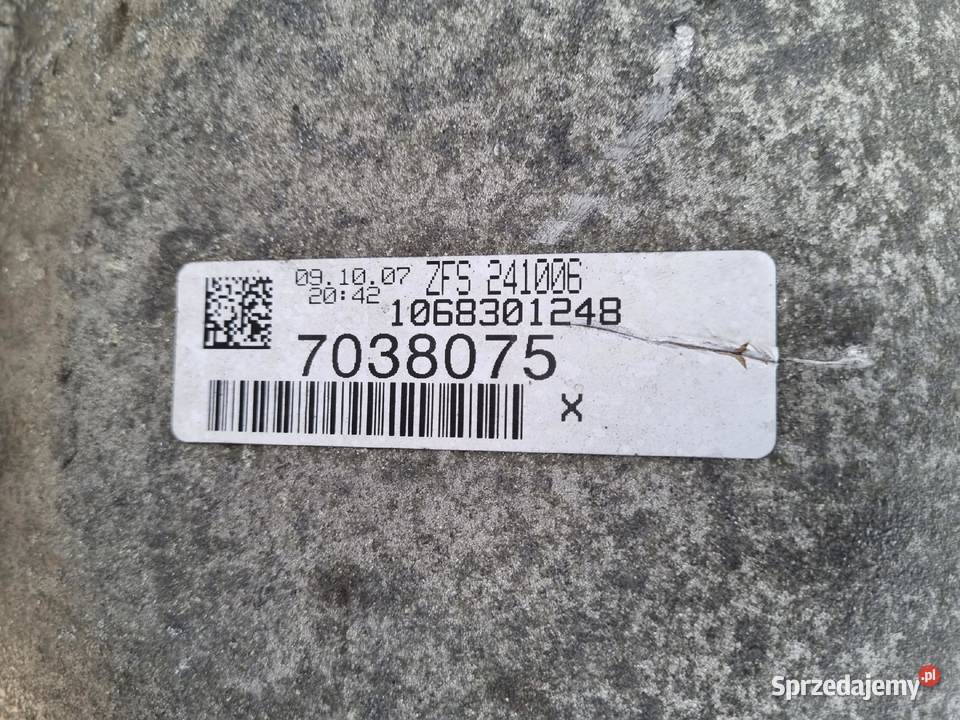 09.10.07 ZFS 241006
20:42
1068301248
7038075
X
Sprzedajemy.pl